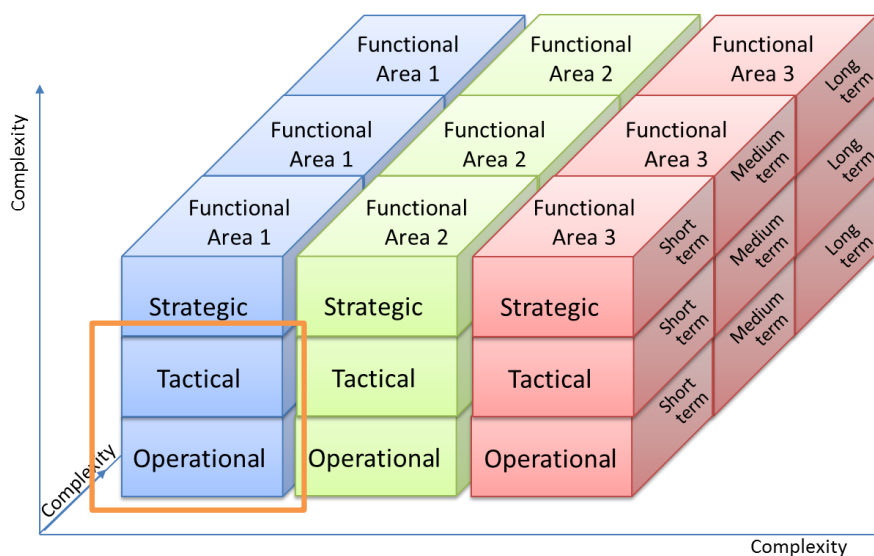 Functional
Area 1
Functional
Area 2
Functional
Area 3
Long
term
Functional
Area 1
Functional
Area 2
Functional
Area 3
Medium
term
Long
term
Functional
Area 1
Functional
Area 2
Functional
Area 3
Short
term
Medium
term
Long
term
Strategic
Strategic
Strategic
Short
term
Medium
term
Tactical
Tactical
Tactical
Short
term
Operational
Operational
Operational
Complexity
Complexity
Complexity